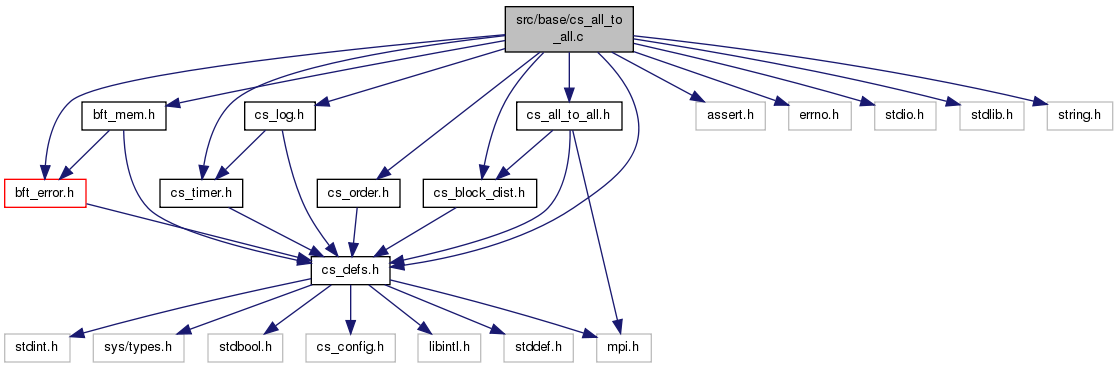 src/base/cs_all_to
_all.c
bft_mem.h
cs_log.h
cs_all_to_all.h
assert.h
errno.h
stdio.h
stdlib.h
string.h
bft_error.h
cs_timer.h
cs_order.h
cs_block_dist.h
cs_defs.h
stdint.h
sys/types.h
stdbool.h
cs_config.h
libintl.h
stddef.h
mpi.h